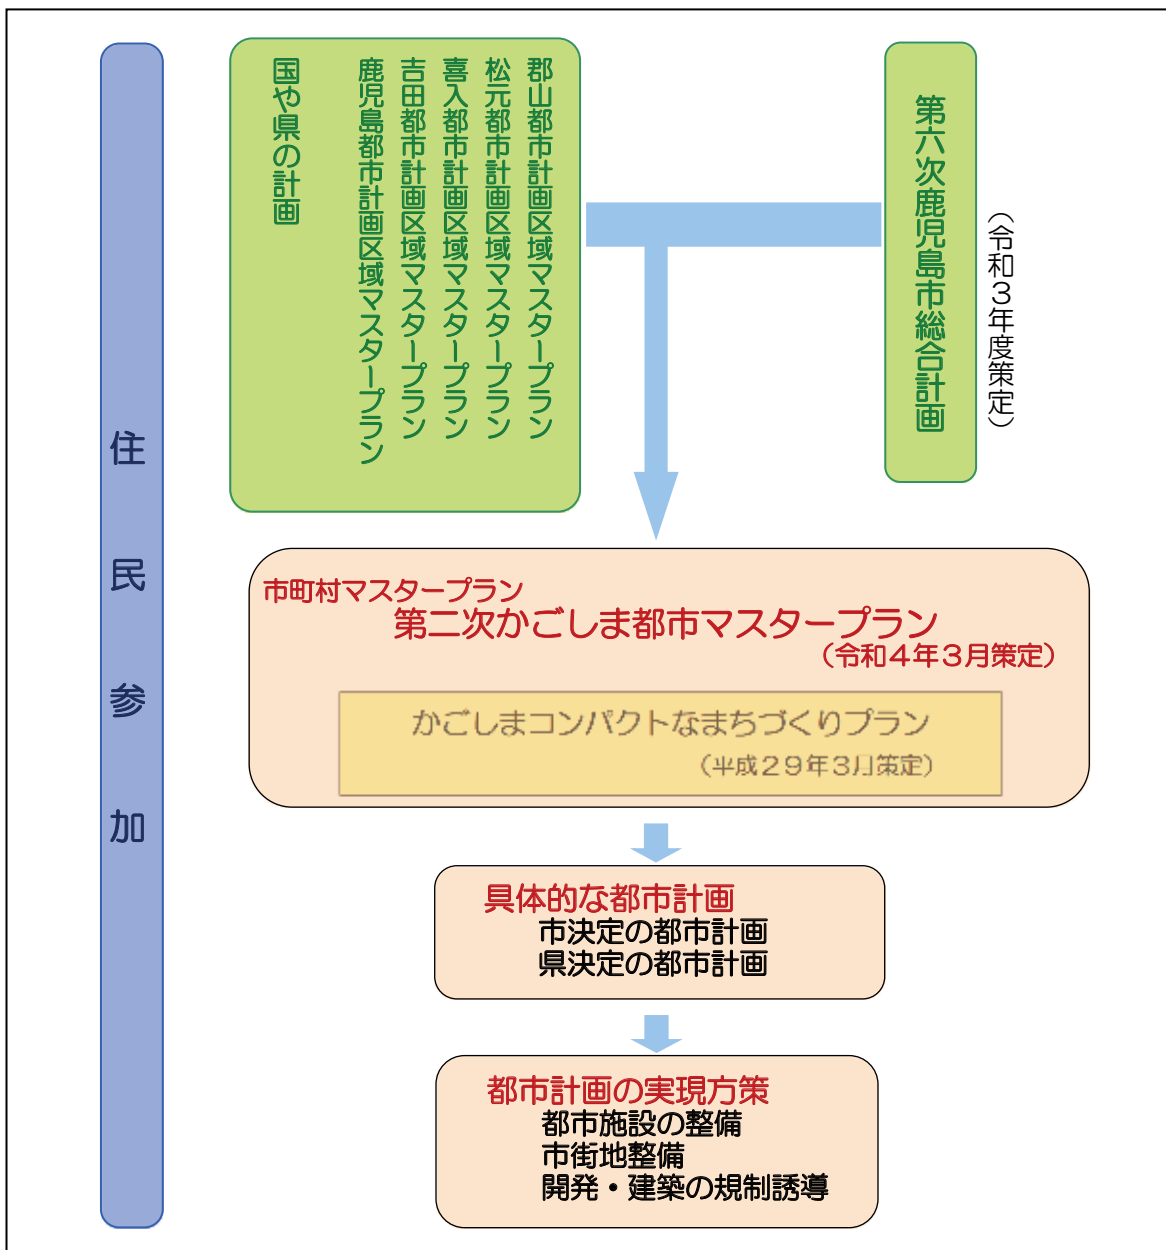 住民参加
国や県の計画
鹿児島都市計画区域マスタープラン
吉田都市計画区域マスタープラン
喜入都市計画区域マスタープラン
松元都市計画区域マスタープラン
郡山都市計画区域マスタープラン
第六次鹿児島市総合計画
（令和３年度策定）
市町村マスタープラン
第二次かごしま都市マスタープラン
（令和４年３月策定）
かごしまコンパクトなまちづくりプラン
（平成２９年３月策定）
具体的な都市計画
市決定の都市計画
県決定の都市計画
都市計画の実現方策
都市施設の整備
市街地整備
開発・建築の規制誘導